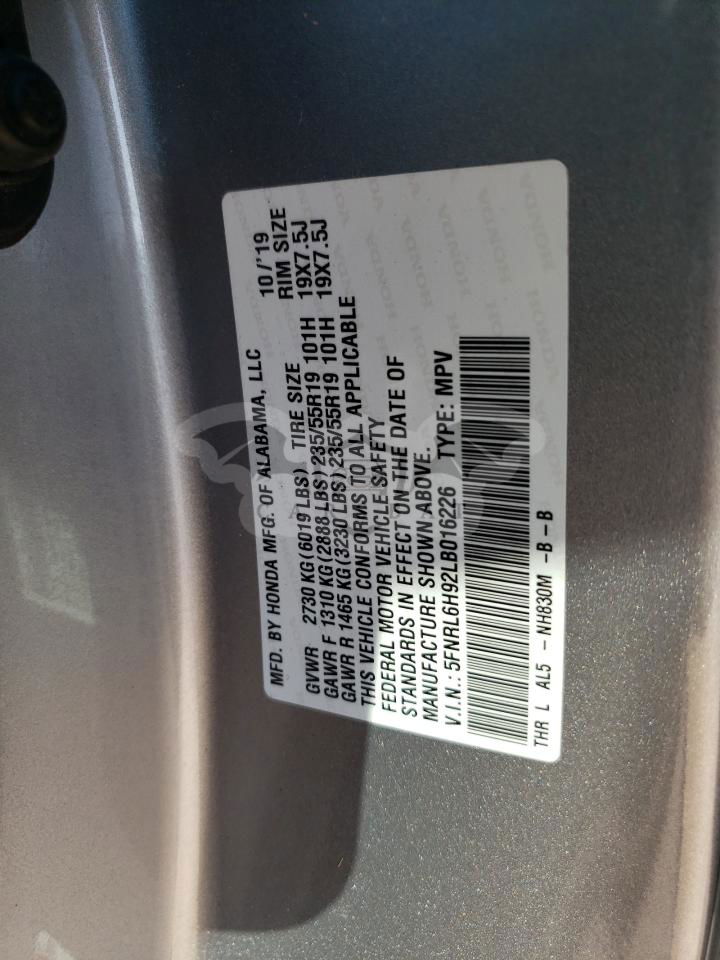 MFD. BY HONDA MFG. OF ALABAMA, LLC 10/'19
GVWR 2730 KG(6019 LBS) TIRE SIZE RIM SIZE
GAWR F 1310 KG(2888 LBS)235/55R19 101H 19X7.5J
GAWR R 1465 KG(3230 LBS)235/55R19 101H 19X7.5J
THIS VEHICLE CONFORMS TO ALL APPLICABLE
FEDERAL MOTOR VEHICLE SAFETY
STANDARDS IN EFFECT ON THE DATE OF
MANUFACTURE SHOWN ABOVE.
V.I.N.: 5FNRL6H92LB016226 TYPE: MPV
THR L AL5 - NH830M -B -B